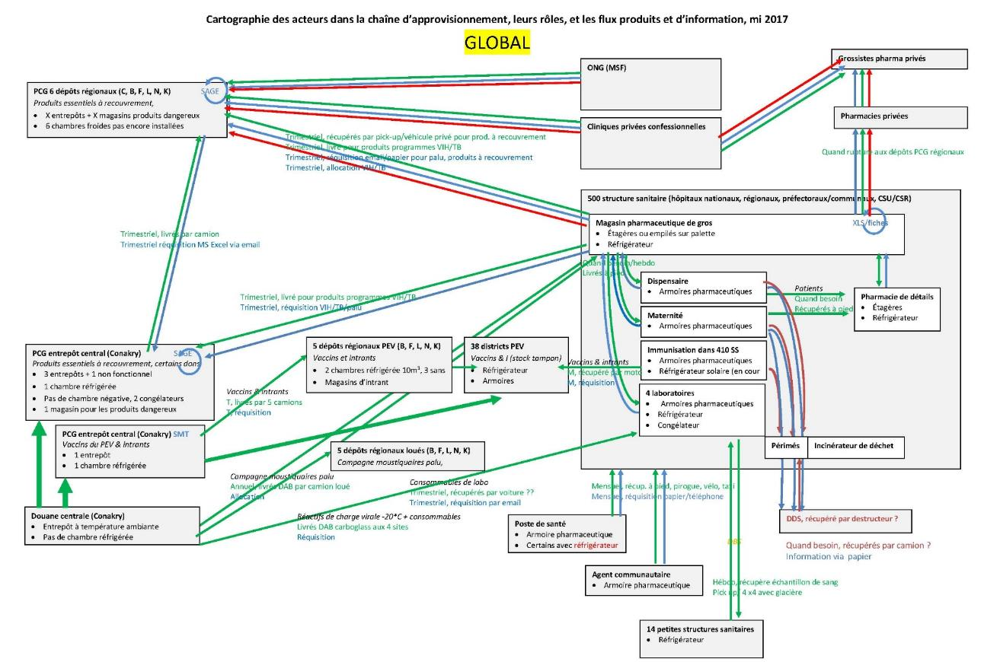 Cartographie des acteurs dans la chaîne d'approvisionnement, leurs rôles, et les flux produits et d'information, mi 2017
GLOBAL
PCG 6 dépôts régionaux (C, B, F, L, N, K)
SAGE
Produits essentiels à recouvrement,
• X entrepôts + X magasins produits dangereux
• 6 chambres froides pas encore installées
ONG (MSF)
Cliniques privées confessionnelles
Grossistes pharma privés
Pharmacies privées
Quand rupture aux dépôts PCG régionaux
Trimestriel, récupérés par pick-up/véhicule privé pour prod. à recouvrement
Trimestriel, livré pour produits programmes VIH/TB
Trimestriel, réquisition email/papier pour palu, produits à recouvrement
Trimestriel, allocation VIH/TB
500 structure sanitaire (hôpitaux nationaux, régionaux, préfectoraux/communaux, CSU/CSR)
Magasin pharmaceutique de gros
• Étagères ou empilés sur palette
• Réfrigérateur
XLS/fiches
Trimestriel, livrés par camion
Trimestriel réquisition MS Excel via email
Quand besoin/hebdo
Livrés à pied
Dispensaire
• Armoires pharmaceutiques
Maternité
• Armoires pharmaceutiques
Immunisation dans 410 SS
• Armoires pharmaceutiques
• Réfrigérateur solaire (en cour
4 laboratoires
• Armoires pharmaceutiques
• Réfrigérateur
• Congélateur
Patients
Quand besoin
Récupérés à pied
Pharmacie de détails
• Étagères
• Réfrigérateur
Trimestriel, livré pour produits programmes VIH/TB
Trimestriel, réquisition VIH/TB/palu
PCG entrepôt central (Conakry)
SAGE
Produits essentiels à recouvrement, certains dons
• 3 entrepôts + 1 non fonctionnel
• 1 chambre réfrigérée
• Pas de chambre négative, 2 congélateurs
• 1 magasin pour les produits dangereux
5 dépôts régionaux PEV (B, F, L, N, K)
Vaccins et intrants
• 2 chambres réfrigérée 10m³, 3 sans
• Magasins d'intrant
38 districts PEV
Vaccins & I (stock tampon)
• Réfrigérateur
• Armoires
Vaccins & intrants
M, récupéré par moto
M, réquisition
Vaccins & intrants
T, livrés par 5 camions
T, réquisition
PCG entrepôt central (Conakry) SMT
Vaccins du PEV & intrants
• 1 entrepôt
• 1 chambre réfrigérée
5 dépôts régionaux loués (B, F, L, N, K)
Campagne moustiquaires palu,
Périmés
Incinérateur de déchet
Campagne moustiquaires palu
Annuel, livrés DAB par camion loué
Allocation
Consommables de labo
Trimestriel, récupérés par voiture ??
Trimestriel, réquisition par email
Mensuel, récup. à pied, pirogue, vélo, taxi
Mensuel, réquisition papier/téléphone
Douane centrale (Conakry)
• Entrepôt à température ambiante
• Pas de chambre réfrigérée
Réactifs de charge virale -20*C + consommables
Livrés DAB carboglass aux 4 sites
Réquisition
Poste de santé
• Armoire pharmaceutique
• Certains avec réfrigérateur
DDS, récupéré par destructeur ?
DBS
Quand besoin, récupérés par camion ?
Information via papier
Agent communautaire
• Armoire pharmaceutique
Hébdo, récupère échantillon de sang
Pick up/ 4 x4 avec glacière
14 petites structures sanitaires
• Réfrigérateur